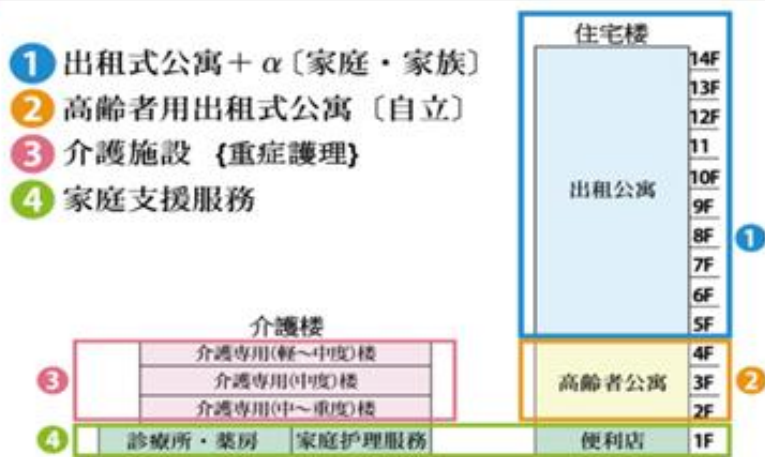 1 出租式公寓+α〔家庭・家族〕
2 高齢者用出租式公寓〔自立〕
3 介護施設 {重症護理}
4 家庭支援服務
住宅楼
14F
13F
12F
11
10F
出租公寓
9F
8F
1
7F
6F
5F
介護楼
介護専用(軽〜中度)楼
4F
3
介護専用(中度)楼
高齢者公寓
3F
2
介護専用(中〜重度)楼
2F
4
診療所・薬房
家庭护理服務
便利店
1F